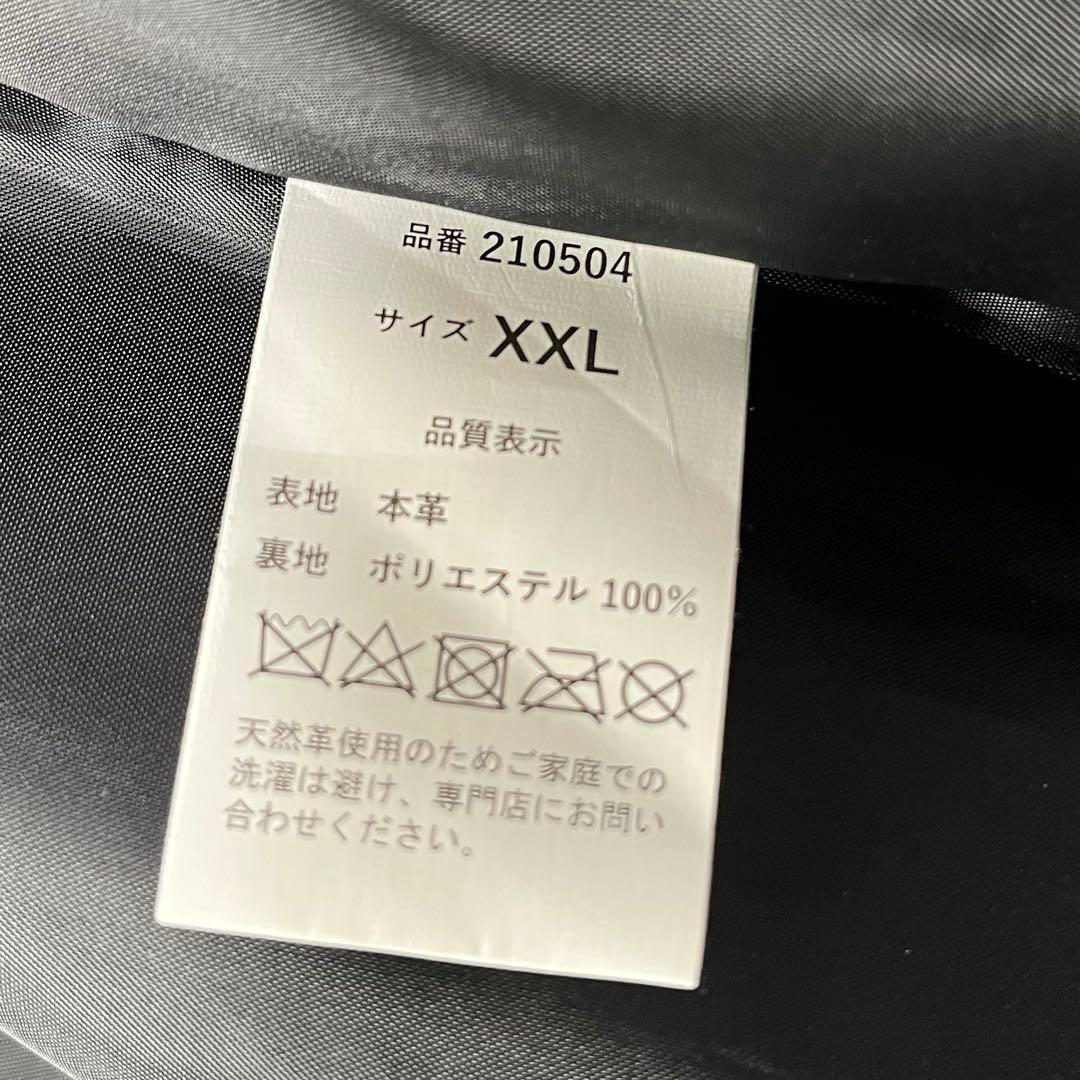 品番 210504
サイズ XXL
品質表示
表地 本革
裏地 ポリエステル 100%
天然革使用のためご家庭での
洗濯は避け、専門店にお問い
合わせください。